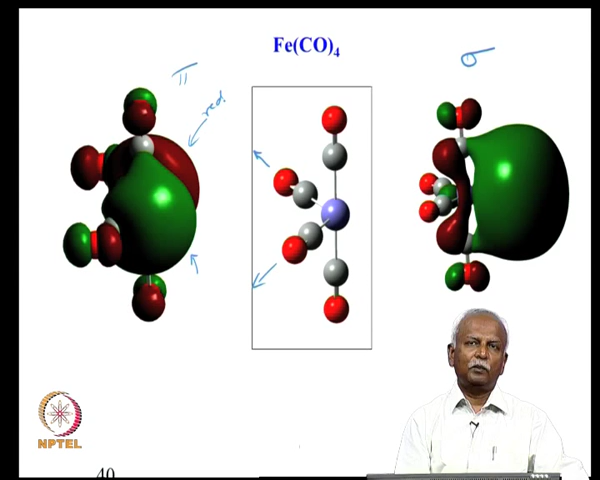 Fe(CO)4
π
σ
red.
NPTEL
40